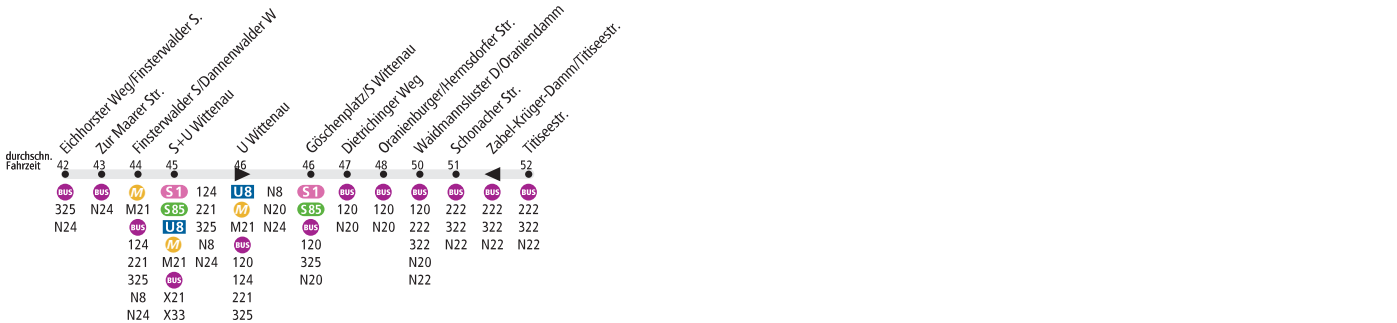 Eichhorster Weg/Finsterwalder S.
Zur Maarer Str.
Finsterwalder S/Dannenwalder W
S+U Wittenau
U Wittenau
Göschenplatz/S Wittenau
Dietrichinger Weg
Oranienburger/Hermsdorfer Str.
Waidmannsluster D/Oraniendamm
Schonacher Str.
Zabel-Krüger-Damm/Titiseestr.
Titiseestr.
durchschn.
Fahrzeit
42 43 44 45 46 46 47 48 50 51 52
BUS BUS M S1 124 U8 N8 S1 BUS BUS BUS BUS BUS BUS
325 N24 M21 S85 221 M N20 S85 120 120 120 222 222 222
N24 BUS U8 325 M21 N24 BUS N20 N20 222 322 322 322
124 M N8 BUS 120 322 N22 N22 N22
221 M21 N24 120 325 N20
325 BUS 124 N20 N22
N8 X21 221
N24 X33 325